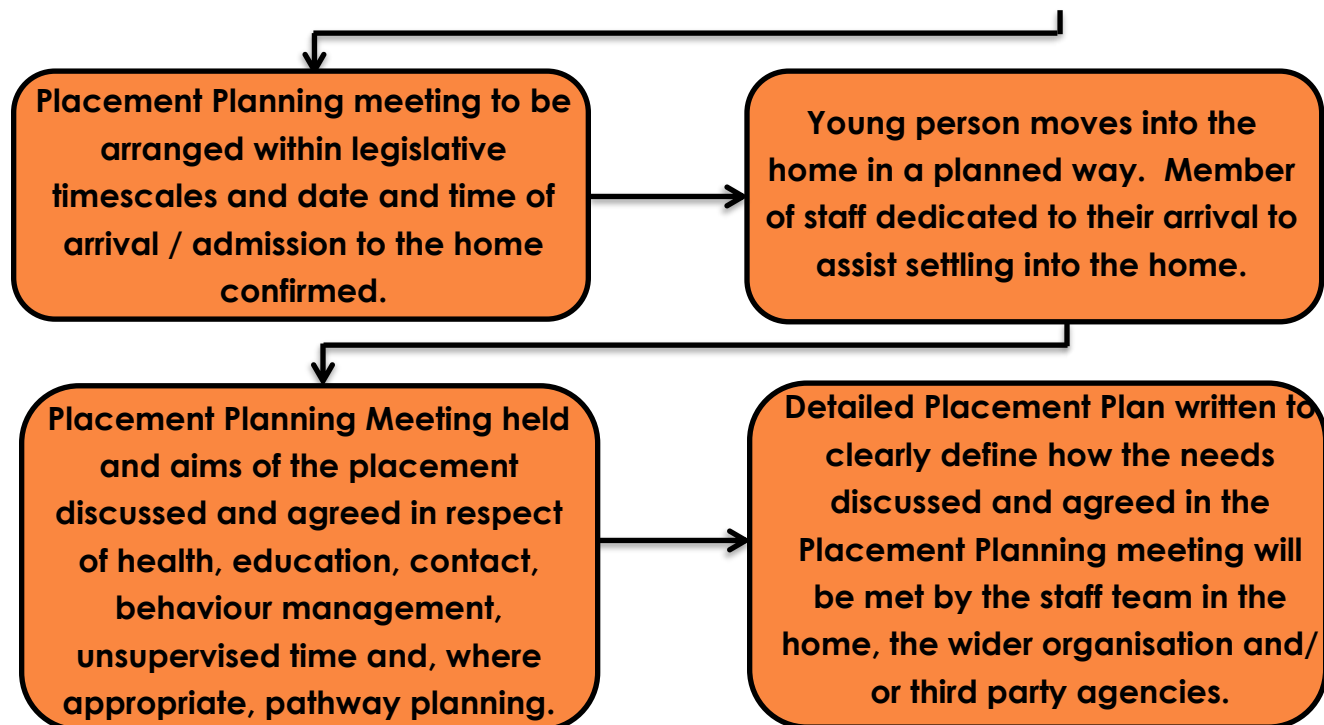 Placement Planning meeting to be
arranged within legislative
timescales and date and time of
arrival / admission to the home
confirmed.
Young person moves into the
home in a planned way.  Member
of staff dedicated to their arrival to
assist settling into the home.
Placement Planning Meeting held
and aims of the placement
discussed and agreed in respect
of health, education, contact,
behaviour management,
unsupervised time and, where
appropriate, pathway planning.
Detailed Placement Plan written to
clearly define how the needs
discussed and agreed in the
Placement Planning meeting will
be met by the staff team in the
home, the wider organisation and/
or third party agencies.